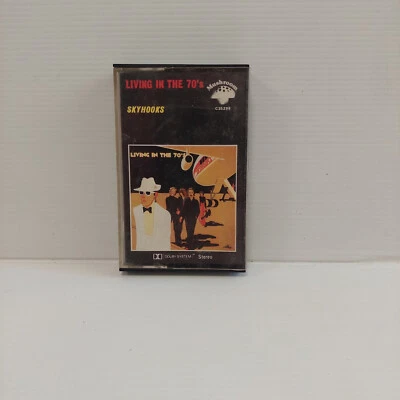 LIVING IN THE 70's
Mushroom
SKYHOOKS
LIVING IN THE 70'S
DOLBY SYSTEM
Stereo